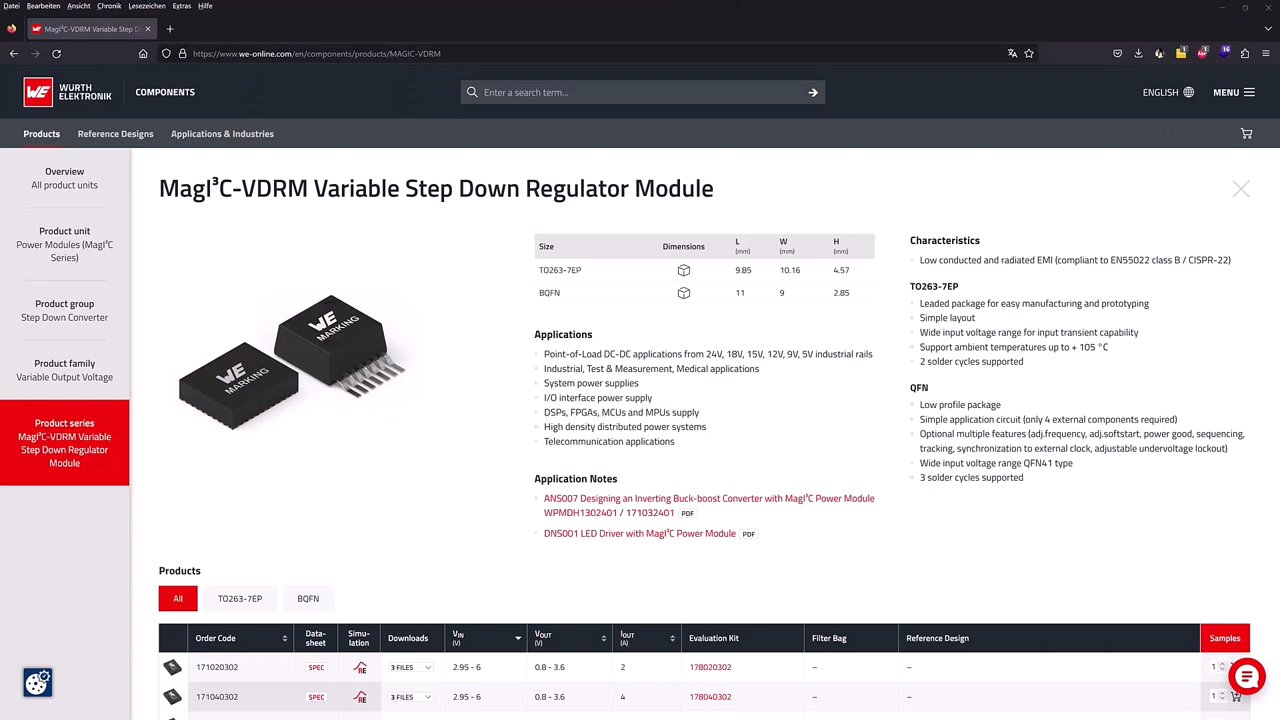 Datei Bearbeiten Ansicht Chronik Lesezeichen Extras Hilfe
MagI³C-VDRM Variable Step D
https://www.we-online.com/en/components/products/MAGIC-VDRM
WÜRTH ELEKTRONIK
COMPONENTS
Enter a search term...
ENGLISH
MENU
Products Reference Designs Applications & Industries
Overview
All product units
Product unit
Power Modules (MagI³C
Series)
Product group
Step Down Converter
Product family
Variable Output Voltage
Product series
MagI³C-VDRM Variable
Step Down Regulator
Module
MagI³C-VDRM Variable Step Down Regulator Module
WE
MARKING
WE
MARKING
Size Dimensions L (mm) W (mm) H (mm)
TO263-7EP 9.85 10.16 4.57
BQFN 11 9 2.85
Applications
Point-of-Load DC-DC applications from 24V, 18V, 15V, 12V, 9V, 5V industrial rails
Industrial, Test & Measurement, Medical applications
System power supplies
I/O interface power supply
DSPs, FPGAs, MCUs and MPUs supply
High density distributed power systems
Telecommunication applications
Application Notes
ANS007 Designing an Inverting Buck-boost Converter with MagI³C Power Module
WPMDH1302401 / 171032401 PDF
DNS001 LED Driver with MagI³C Power Module PDF
Characteristics
Low conducted and radiated EMI (compliant to EN55022 class B / CISPR-22)
TO263-7EP
Leaded package for easy manufacturing and prototyping
Simple layout
Wide input voltage range for input transient capability
Support ambient temperatures up to + 105 °C
2 solder cycles supported
QFN
Low profile package
Simple application circuit (only 4 external components required)
Optional multiple features (adj.frequency, adj.softstart, power good, sequencing,
tracking, synchronization to external clock, adjustable undervoltage lockout)
Wide input voltage range QFN41 type
3 solder cycles supported
Products
All TO263-7EP BQFN
Order Code Data-sheet Simu-lation Downloads VIN (V) VOUT (V) IOUT (A) Evaluation Kit Filter Bag Reference Design Samples
171020302 SPEC RE 3 FILES 2.95 - 6 0.8 - 3.6 2 178020302 – – 1
171040302 SPEC RE 3 FILES 2.95 - 6 0.8 - 3.6 4 178040302 – – 1